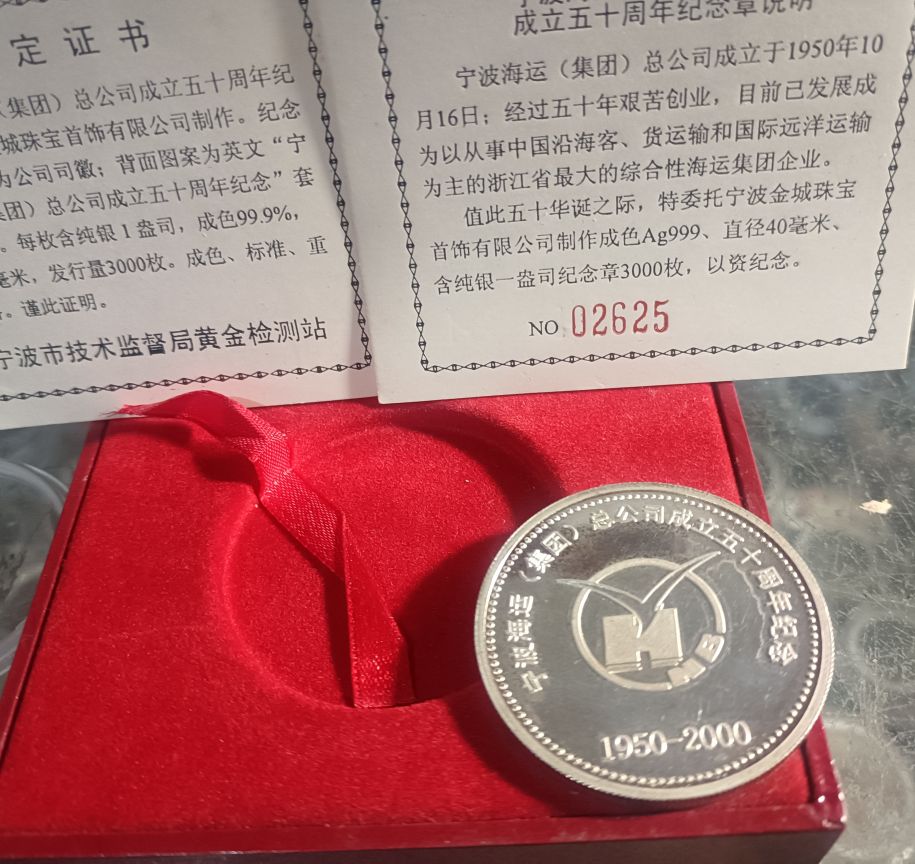 定证书
集团）总公司成立五十周年纪
城珠宝首饰有限公司制作。纪念
为公司司徽；背面图案为英文“宁
团）总公司成立五十周年纪念”套
。每枚含纯银1盎司，成色99.9%，
毫米，发行量3000枚。成色、标准、重
。谨此证明。
宁波市技术监督局黄金检测站
成立五十周年纪念章说明
宁波海运（集团）总公司成立于1950年10
月16日；经过五十年艰苦创业，目前已发展成
为以从事中国沿海客、货运输和国际远洋运输
为主的浙江省最大的综合性海运集团企业。
值此五十华诞之际，特委托宁波金城珠宝
首饰有限公司制作成色Ag999、直径40毫米、
含纯银一盎司纪念章3000枚，以资纪念。
NO 02625
宁波海运（集团）总公司成立五十周年纪念
1950-2000